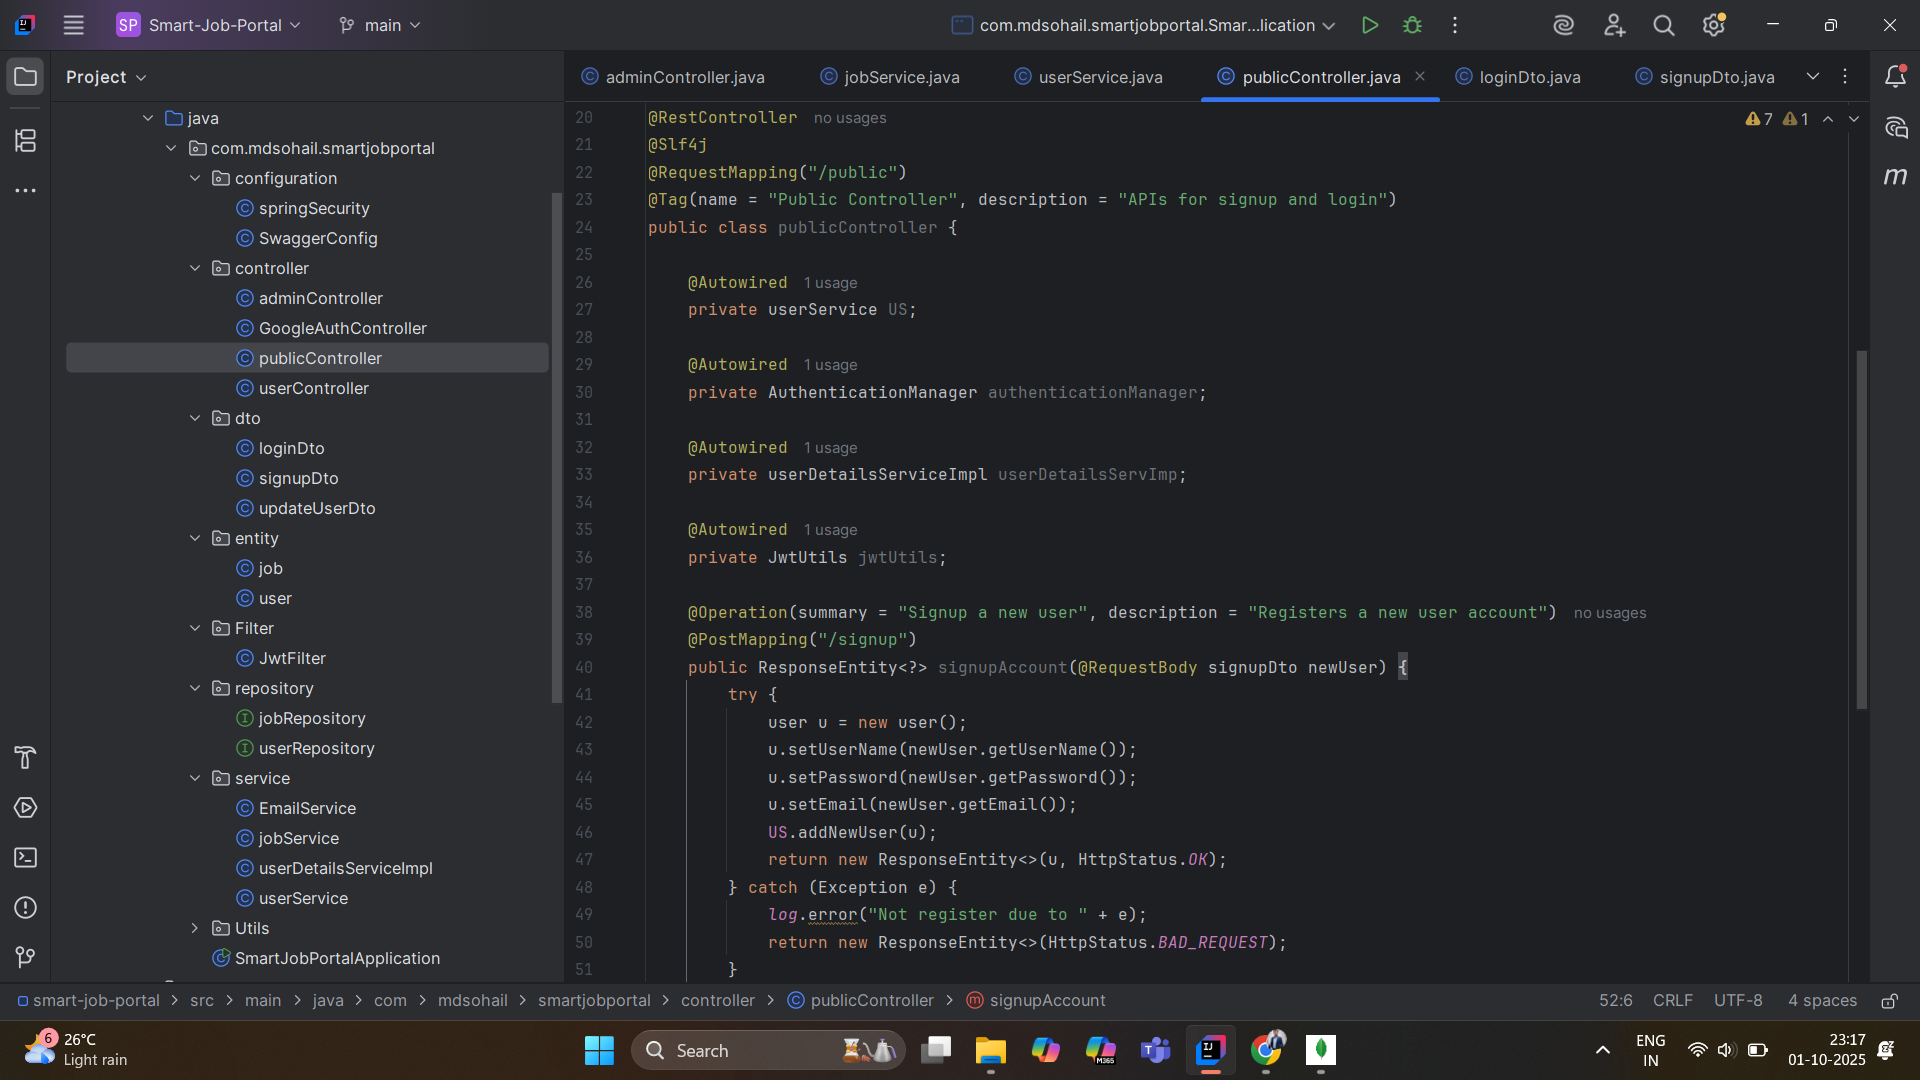 SP Smart-Job-Portal main com.mdsohail.smartjobportal.Smar...lication
Project
adminController.java jobService.java userService.java publicController.java loginDto.java signupDto.java
java
com.mdsohail.smartjobportal
configuration
springSecurity
SwaggerConfig
controller
adminController
GoogleAuthController
publicController
userController
dto
loginDto
signupDto
updateUserDto
entity
job
user
Filter
JwtFilter
repository
jobRepository
userRepository
service
EmailService
jobService
userDetailsServiceImpl
userService
Utils
SmartJobPortalApplication
7 1
20 @RestController no usages
21 @Slf4j
22 @RequestMapping("/public")
23 @Tag(name = "Public Controller", description = "APIs for signup and login")
24 public class publicController {
25
26 @Autowired 1 usage
27 private userService US;
28
29 @Autowired 1 usage
30 private AuthenticationManager authenticationManager;
31
32 @Autowired 1 usage
33 private userDetailsServiceImpl userDetailsServImp;
34
35 @Autowired 1 usage
36 private JwtUtils jwtUtils;
37
38 @Operation(summary = "Signup a new user", description = "Registers a new user account") no usages
39 @PostMapping("/signup")
40 public ResponseEntity<?> signupAccount(@RequestBody signupDto newUser) {
41 try {
42 user u = new user();
43 u.setUserName(newUser.getUserName());
44 u.setPassword(newUser.getPassword());
45 u.setEmail(newUser.getEmail());
46 US.addNewUser(u);
47 return new ResponseEntity<>(u, HttpStatus.OK);
48 } catch (Exception e) {
49 log.error("Not register due to " + e);
50 return new ResponseEntity<>(HttpStatus.BAD_REQUEST);
51 }
m
smart-job-portal > src > main > java > com > mdsohail > smartjobportal > controller > publicController > signupAccount 52:6 CRLF UTF-8 4 spaces
6
26°C
Light rain
Search
M365
ENG
IN
23:17
01-10-2025